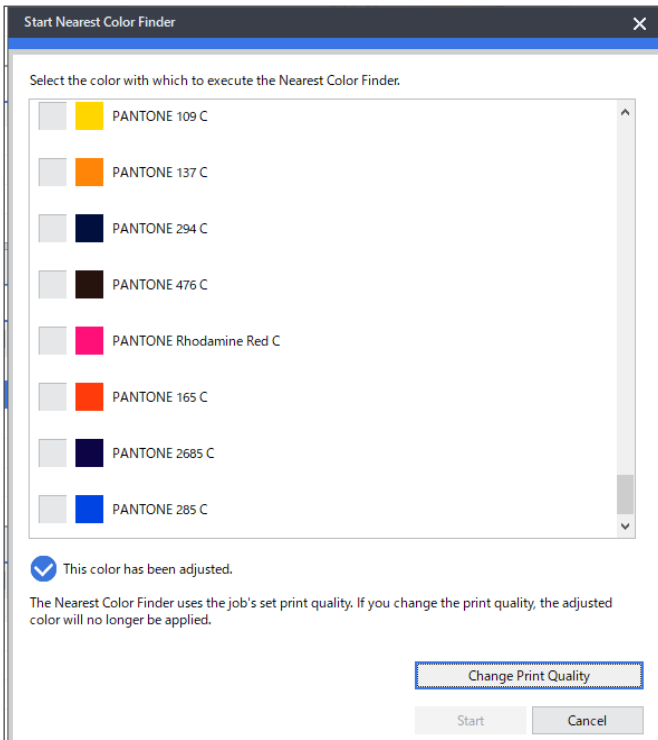 Start Nearest Color Finder
Select the color with which to execute the Nearest Color Finder.
PANTONE 109 C
PANTONE 137 C
PANTONE 294 C
PANTONE 476 C
PANTONE Rhodamine Red C
PANTONE 165 C
PANTONE 2685 C
PANTONE 285 C
This color has been adjusted.
The Nearest Color Finder uses the job's set print quality. If you change the print quality, the adjusted
color will no longer be applied.
Change Print Quality
Start
Cancel